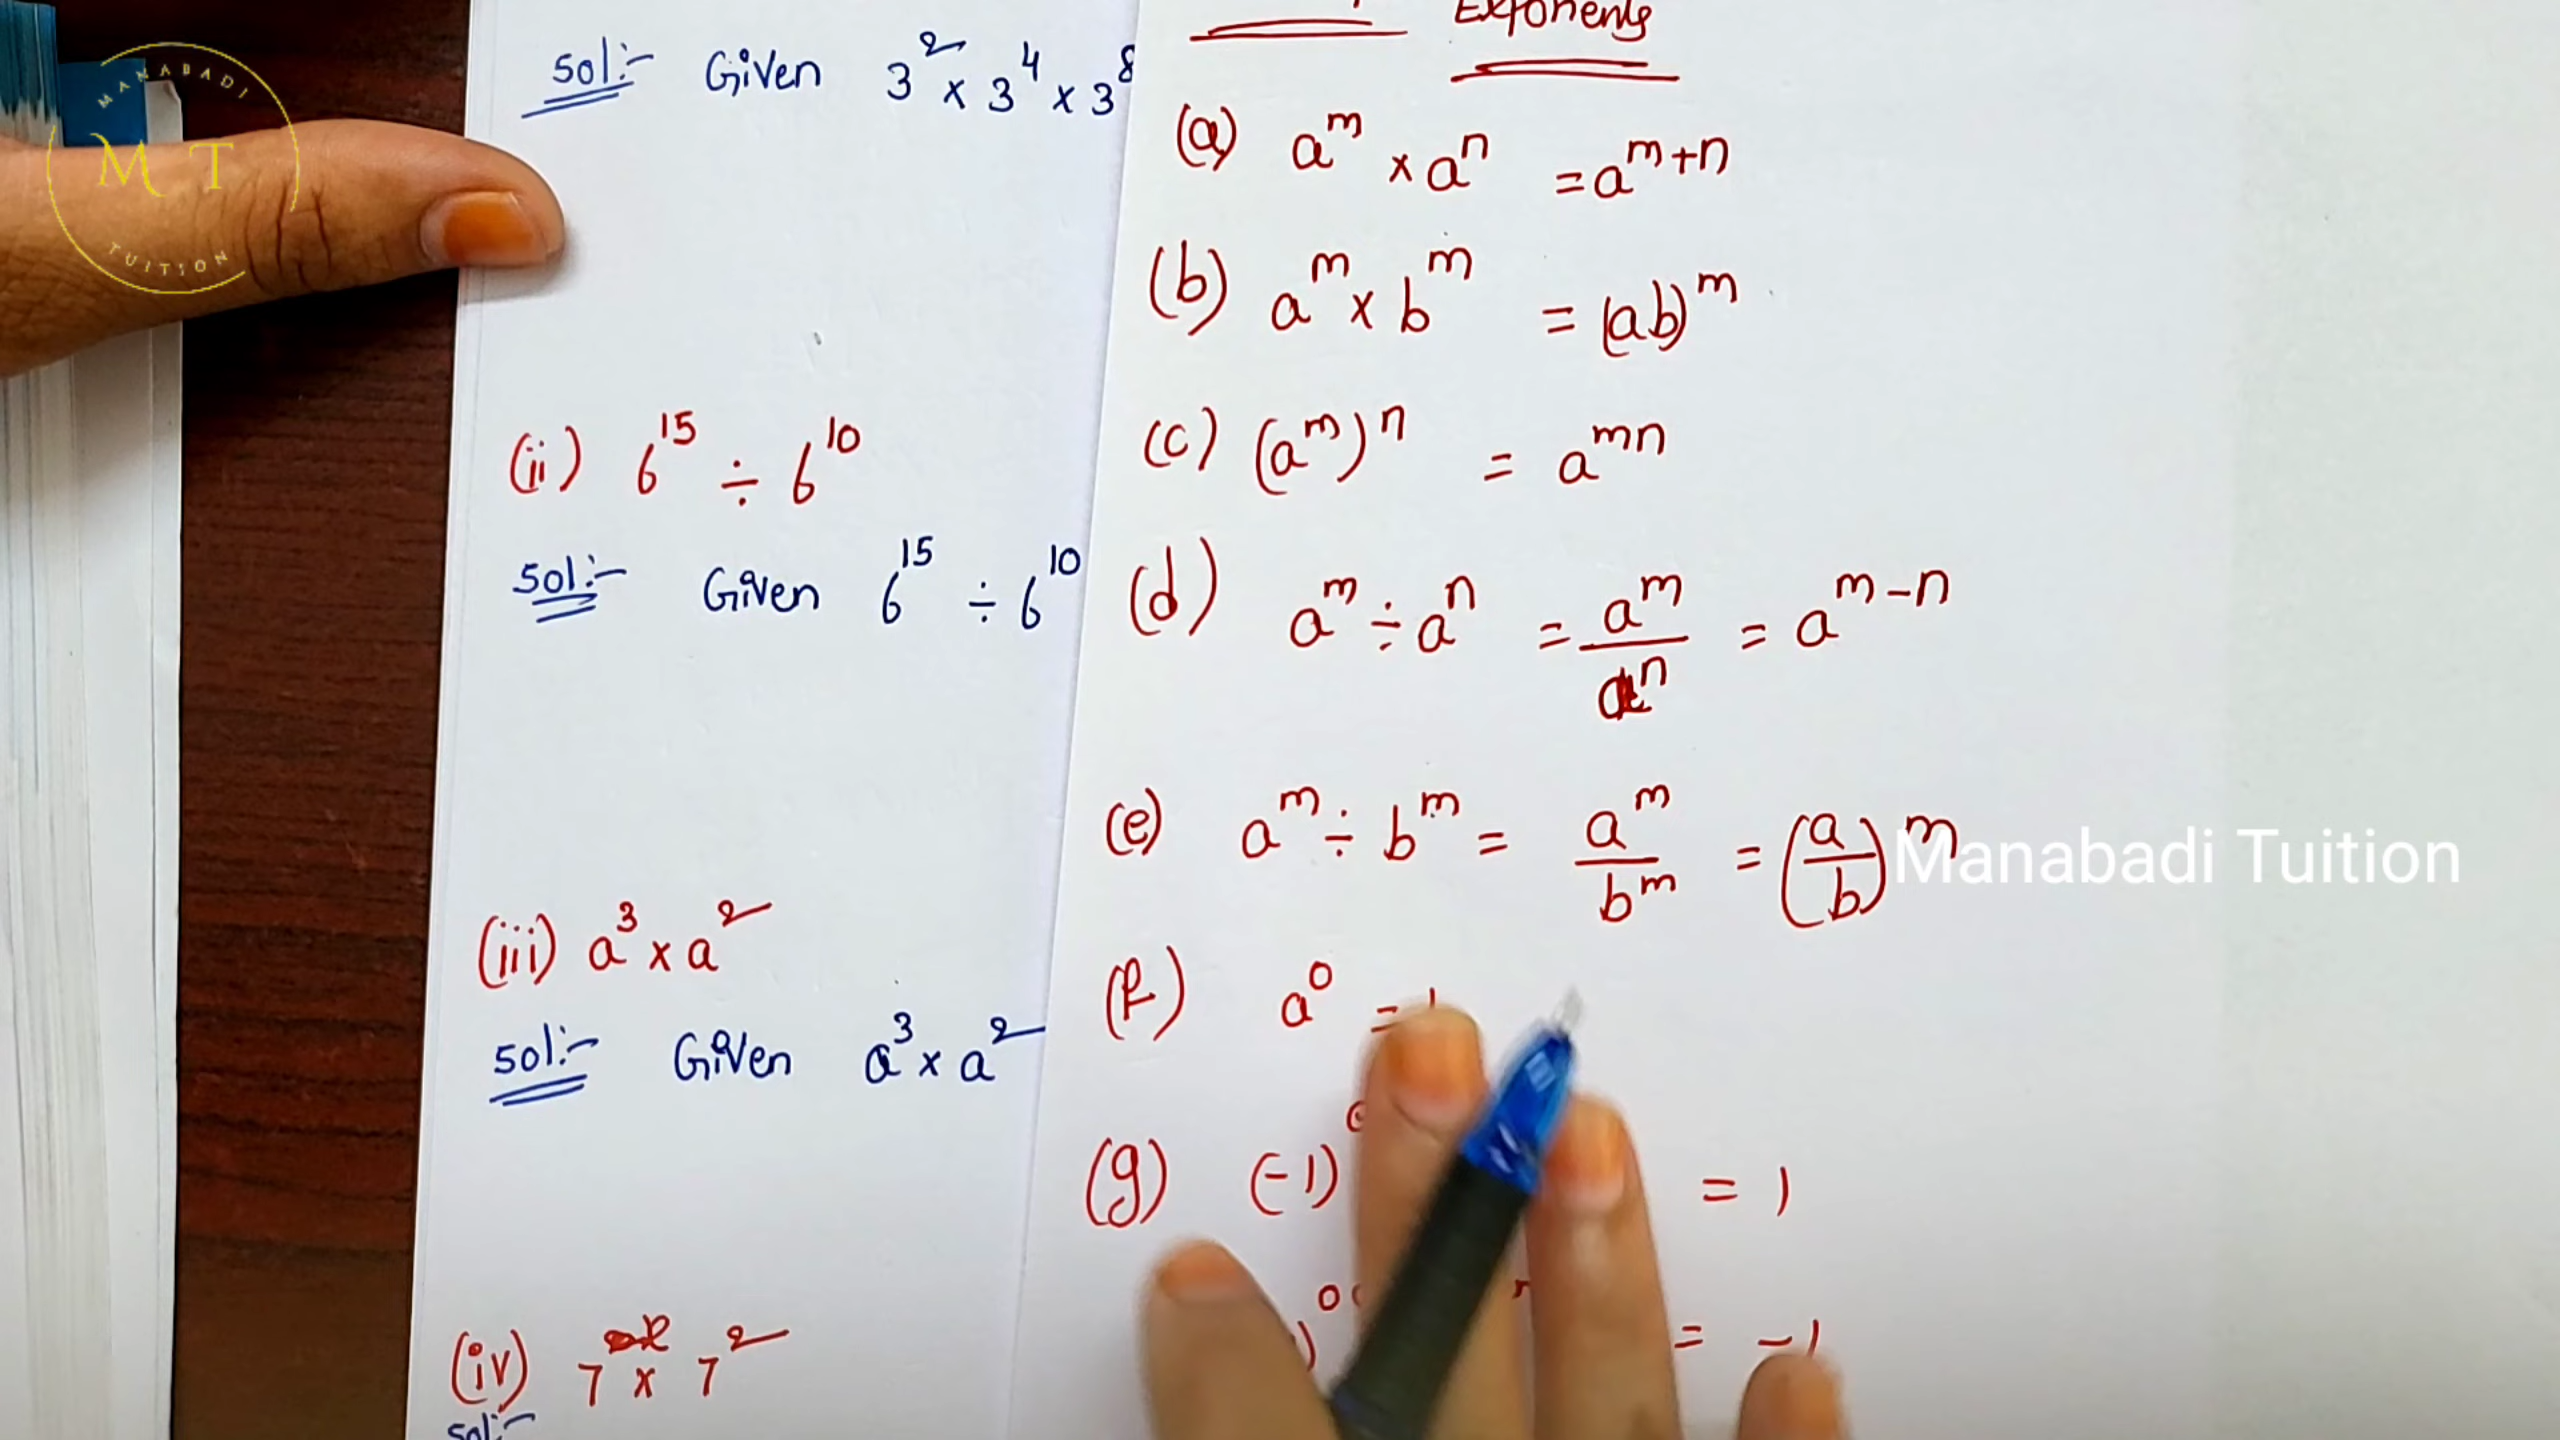 MANABADI
M T
TUITION
Sol:- Given 3² × 3⁴ × 3⁸
(ii) 6¹⁵ ÷ 6¹⁰
Sol:- Given 6¹⁵ ÷ 6¹⁰
(iii) a³ × a²
Sol:- Given a³ × a²
(iv) 7 × 7²
Sol:-
Exponents
(a) aᵐ × aⁿ = aᵐ⁺ⁿ
(b) aᵐ × bᵐ = (ab)ᵐ
(c) (aᵐ)ⁿ = aᵐⁿ
(d) aᵐ ÷ aⁿ = aᵐ/aⁿ = aᵐ⁻ⁿ
(e) aᵐ ÷ bᵐ = aᵐ/bᵐ = (a/b)ᵐ
(f) a⁰ = 1
(g) (-1) = 1
= -1
Manabadi Tuition